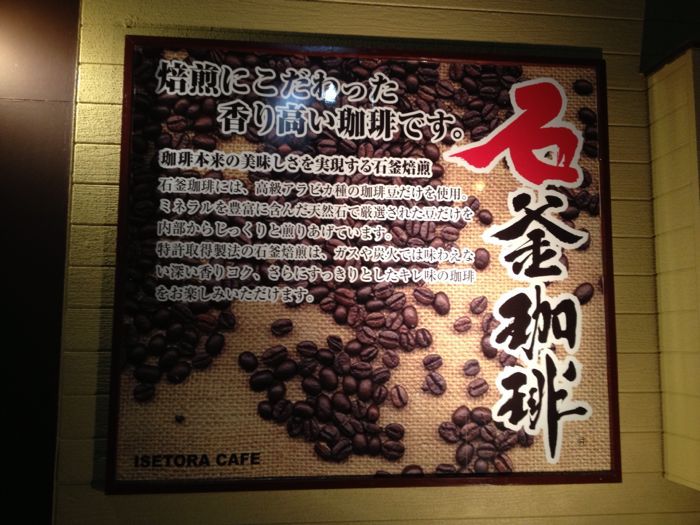 焙煎にこだわった
香り高い珈琲です。
石釜珈琲
珈琲本来の美味しさを実現する石釜焙煎
石釜珈琲には、高級アラビカ種の珈琲豆だけを使用。
ミネラルを豊富に含んだ天然石で厳選された豆だけを
内部からじっくりと煎りあげています。
特許取得製法の石釜焙煎は、ガスや炭火では味わえな
い深い香りコク、さらにすっきりとしたキレ味の珈琲
をお楽しみいただけます。
ISETORA CAFE